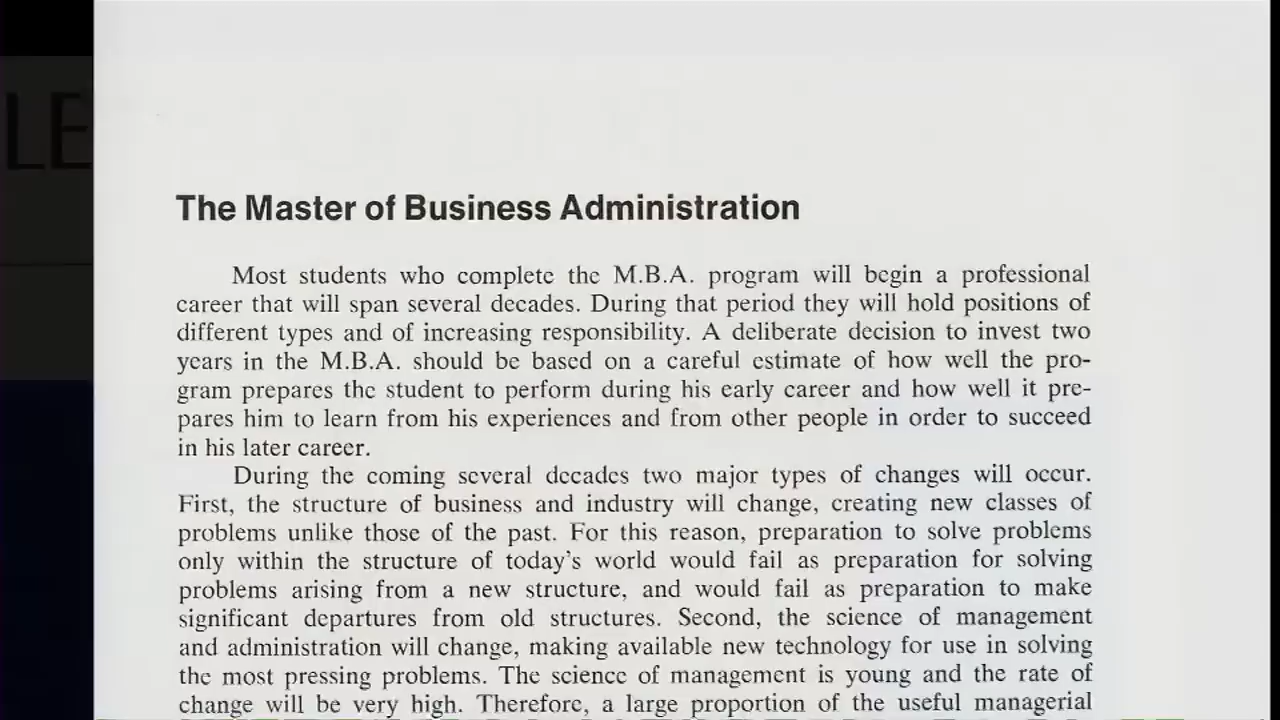 LE
The Master of Business Administration
Most students who complete the M.B.A. program will begin a professional
career that will span several decades. During that period they will hold positions of
different types and of increasing responsibility. A deliberate decision to invest two
years in the M.B.A. should be based on a careful estimate of how well the pro-
gram prepares the student to perform during his early career and how well it pre-
pares him to learn from his experiences and from other people in order to succeed
in his later career.
During the coming several decades two major types of changes will occur.
First, the structure of business and industry will change, creating new classes of
problems unlike those of the past. For this reason, preparation to solve problems
only within the structure of today's world would fail as preparation for solving
problems arising from a new structure, and would fail as preparation to make
significant departures from old structures. Second, the science of management
and administration will change, making available new technology for use in solving
the most pressing problems. The science of management is young and the rate of
change will be very high. Therefore, a large proportion of the useful managerial